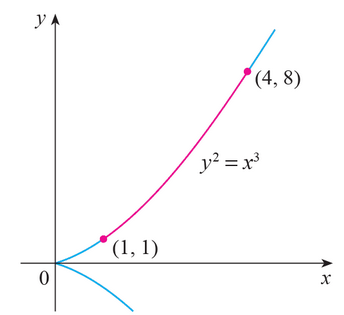 y
(4, 8)
y² = x³
(1, 1)
0
x